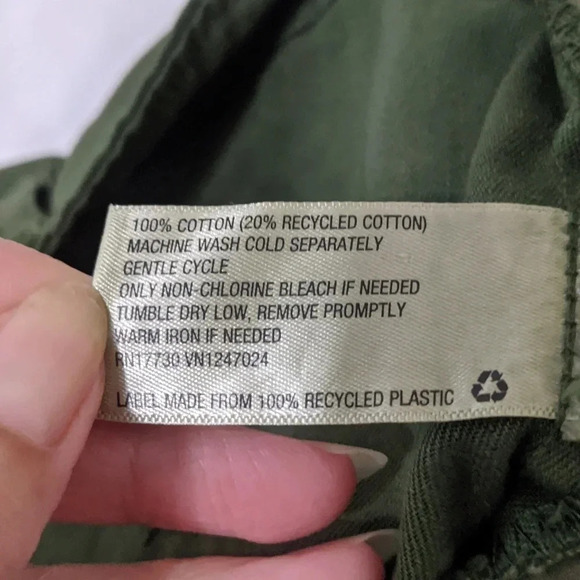 100% COTTON (20% RECYCLED COTTON)
MACHINE WASH COLD SEPARATELY
GENTLE CYCLE
ONLY NON-CHLORINE BLEACH IF NEEDED
TUMBLE DRY LOW, REMOVE PROMPTLY
WARM IRON IF NEEDED
RN17730 VN1247024
LABEL MADE FROM 100% RECYCLED PLASTIC